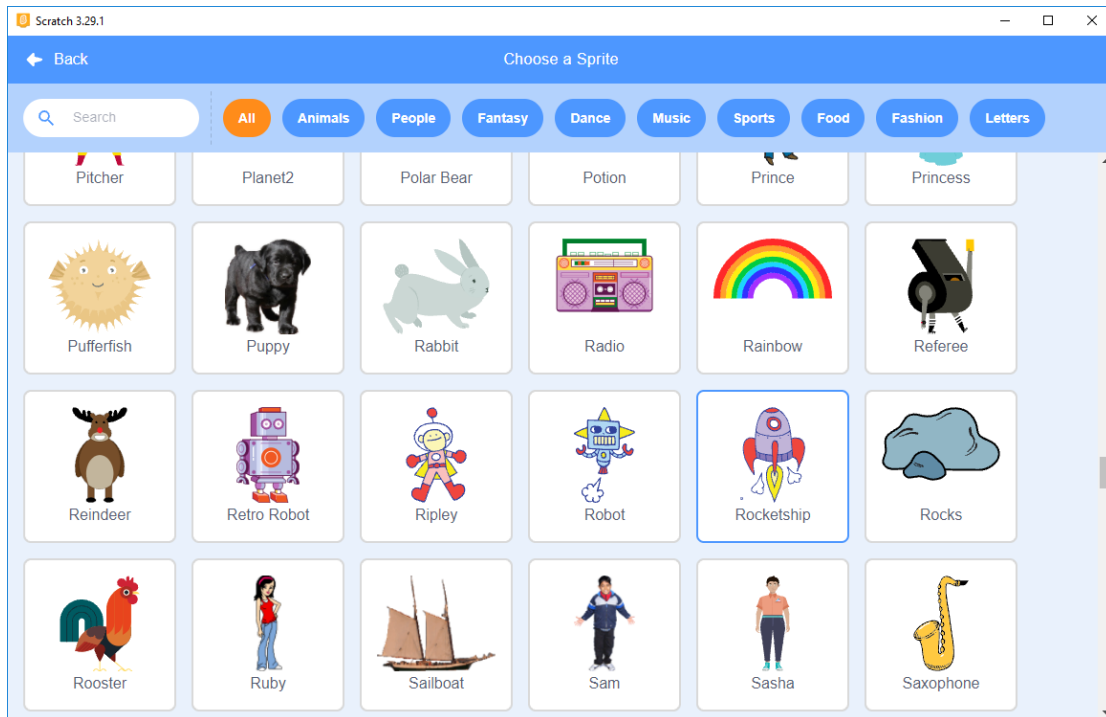 Scratch 3.29.1
Back Choose a Sprite
Search All Animals People Fantasy Dance Music Sports Food Fashion Letters
Pitcher Planet2 Polar Bear Potion Prince Princess
Pufferfish Puppy Rabbit Radio Rainbow Referee
Reindeer Retro Robot Ripley Robot Rocketship Rocks
Rooster Ruby Sailboat Sam Sasha Saxophone